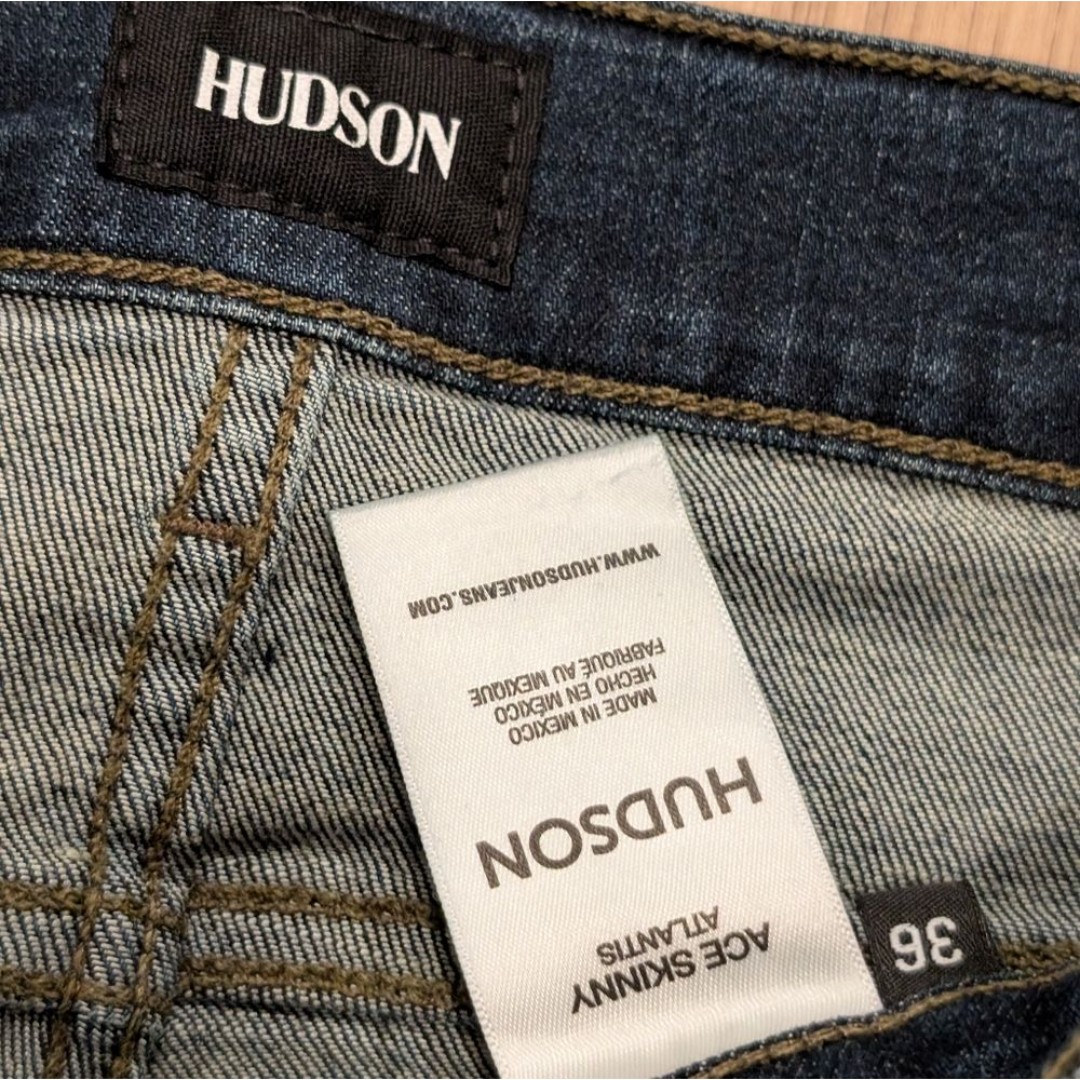 HUDSON
ACE SKINNY
ATLANTIS
HUDSON
MADE IN MEXICO
HECHO EN MÉXICO
FABRIQUÉ AU MEXIQUE
WWW.HUDSONJEANS.COM
36